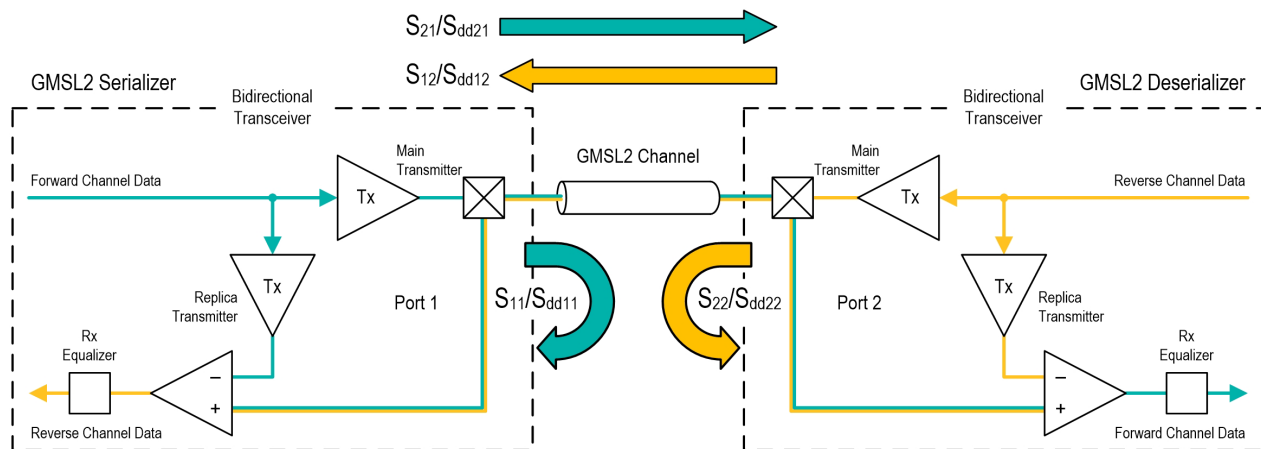 S21/Sdd21
S12/Sdd12
GMSL2 Serializer
GMSL2 Deserializer
Bidirectional
Transceiver
Bidirectional
Transceiver
Main
Transmitter
GMSL2 Channel
Main
Transmitter
Forward Channel Data
Tx
Tx
Reverse Channel Data
Tx
Replica
Transmitter
Port 1
S11/Sdd11
S22/Sdd22
Port 2
Tx
Replica
Transmitter
Rx
Equalizer
−
+
Reverse Channel Data
−
+
Rx
Equalizer
Forward Channel Data